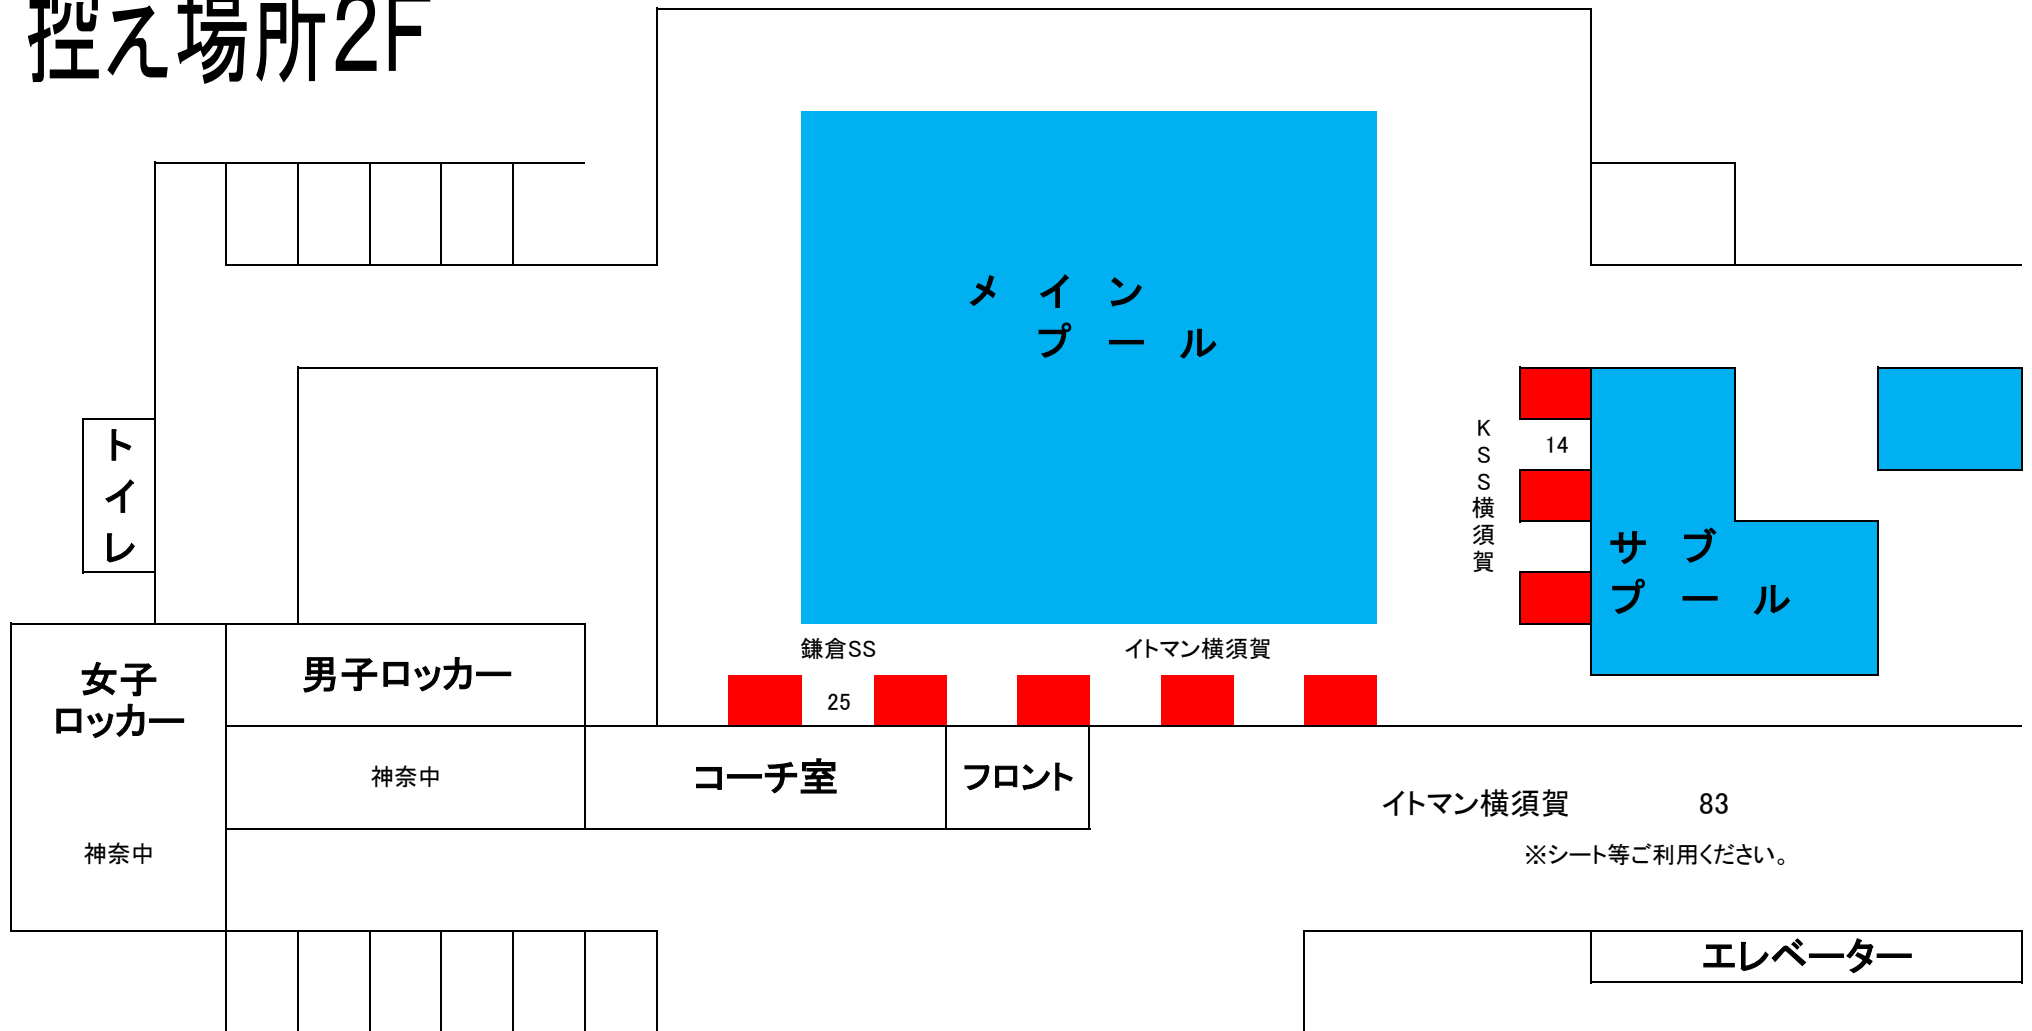 控え場所2F
メイン
プール
トイレ
KSS横須賀
14
サブ
プール
鎌倉SS
イトマン横須賀
25
女子
ロッカー
男子ロッカー
神奈中
コーチ室
フロント
イトマン横須賀 83
※シート等ご利用ください。
神奈中
エレベーター